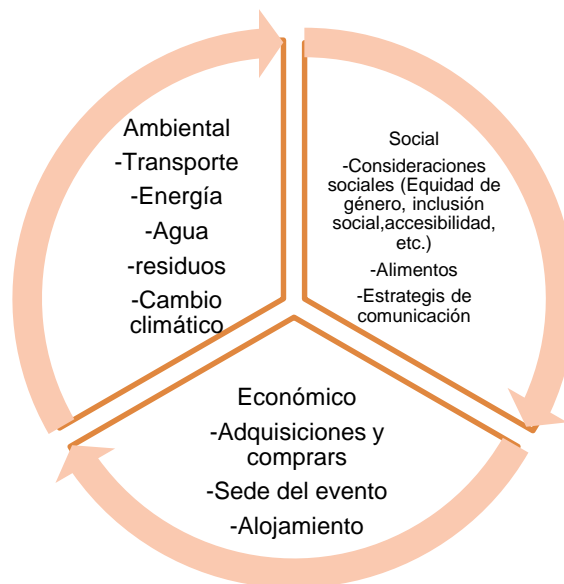 Ambiental
-Transporte
-Energía
-Agua
-residuos
-Cambio
climático
Social
-Consideraciones
sociales (Equidad de
género, inclusión
social,accesibilidad,
etc.)
-Alimentos
-Estrategis de
comunicación
Económico
-Adquisiciones y
comprars
-Sede del evento
-Alojamiento